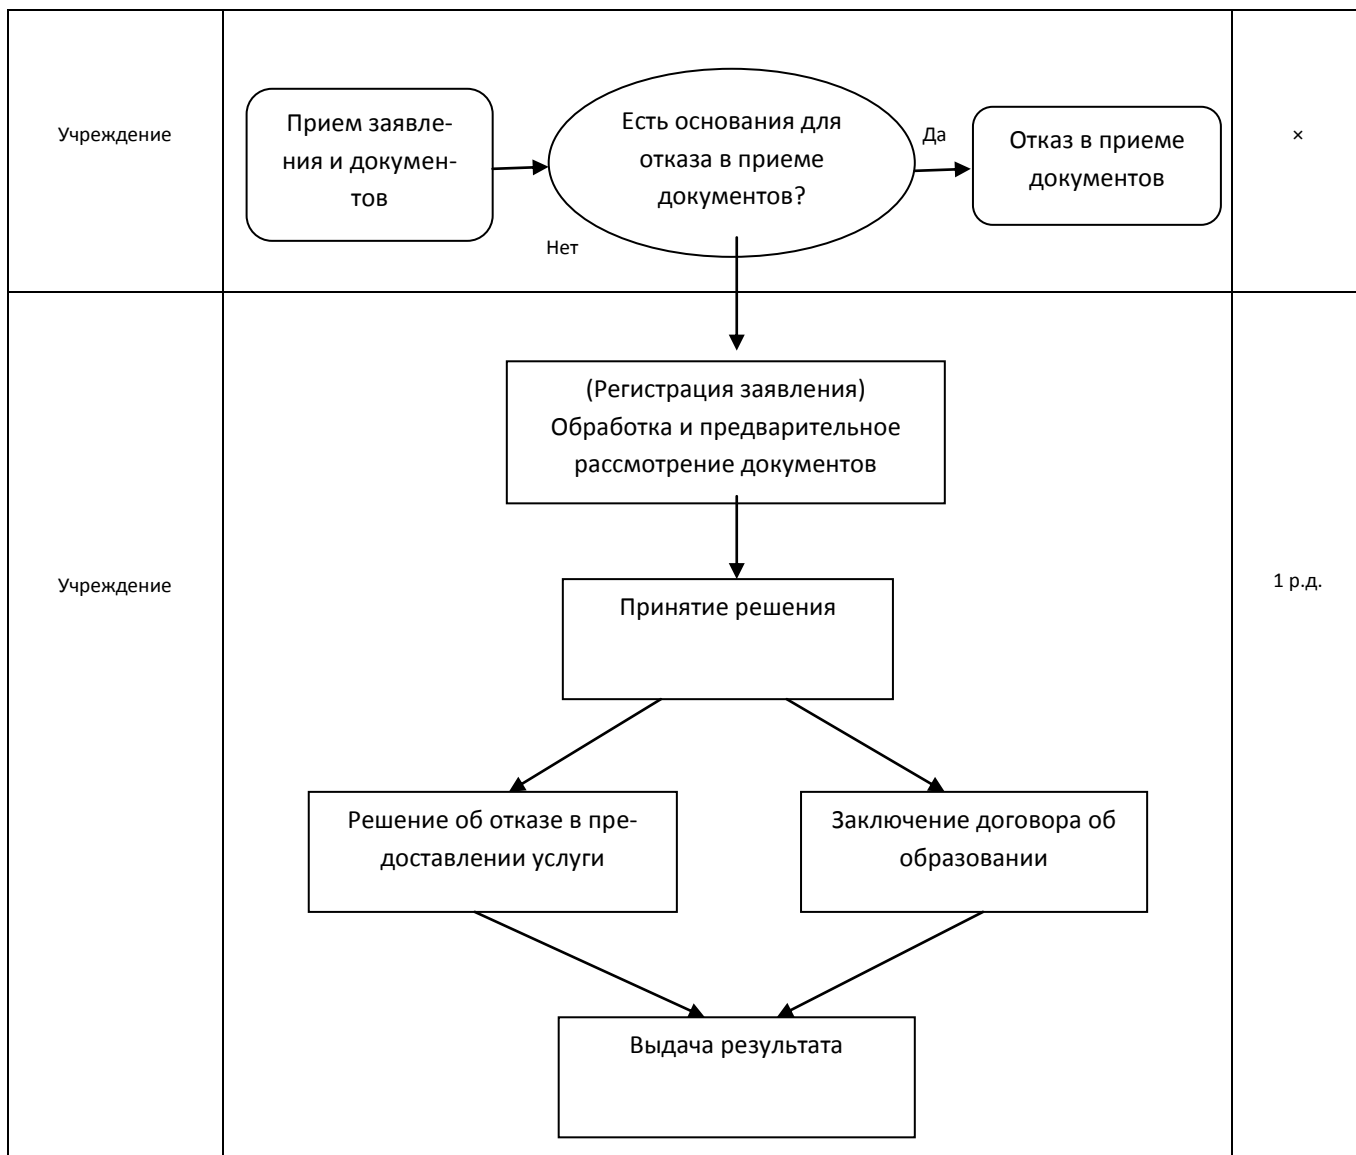 Учреждение
Прием заявле-
ния и докумен-
тов
Есть основания для
отказа в приеме
документов?
Да
Отказ в приеме
документов
×
Нет
(Регистрация заявления)
Обработка и предварительное
рассмотрение документов
Учреждение
1 р.д.
Принятие решения
Решение об отказе в пре-
доставлении услуги
Заключение договора об
образовании
Выдача результата